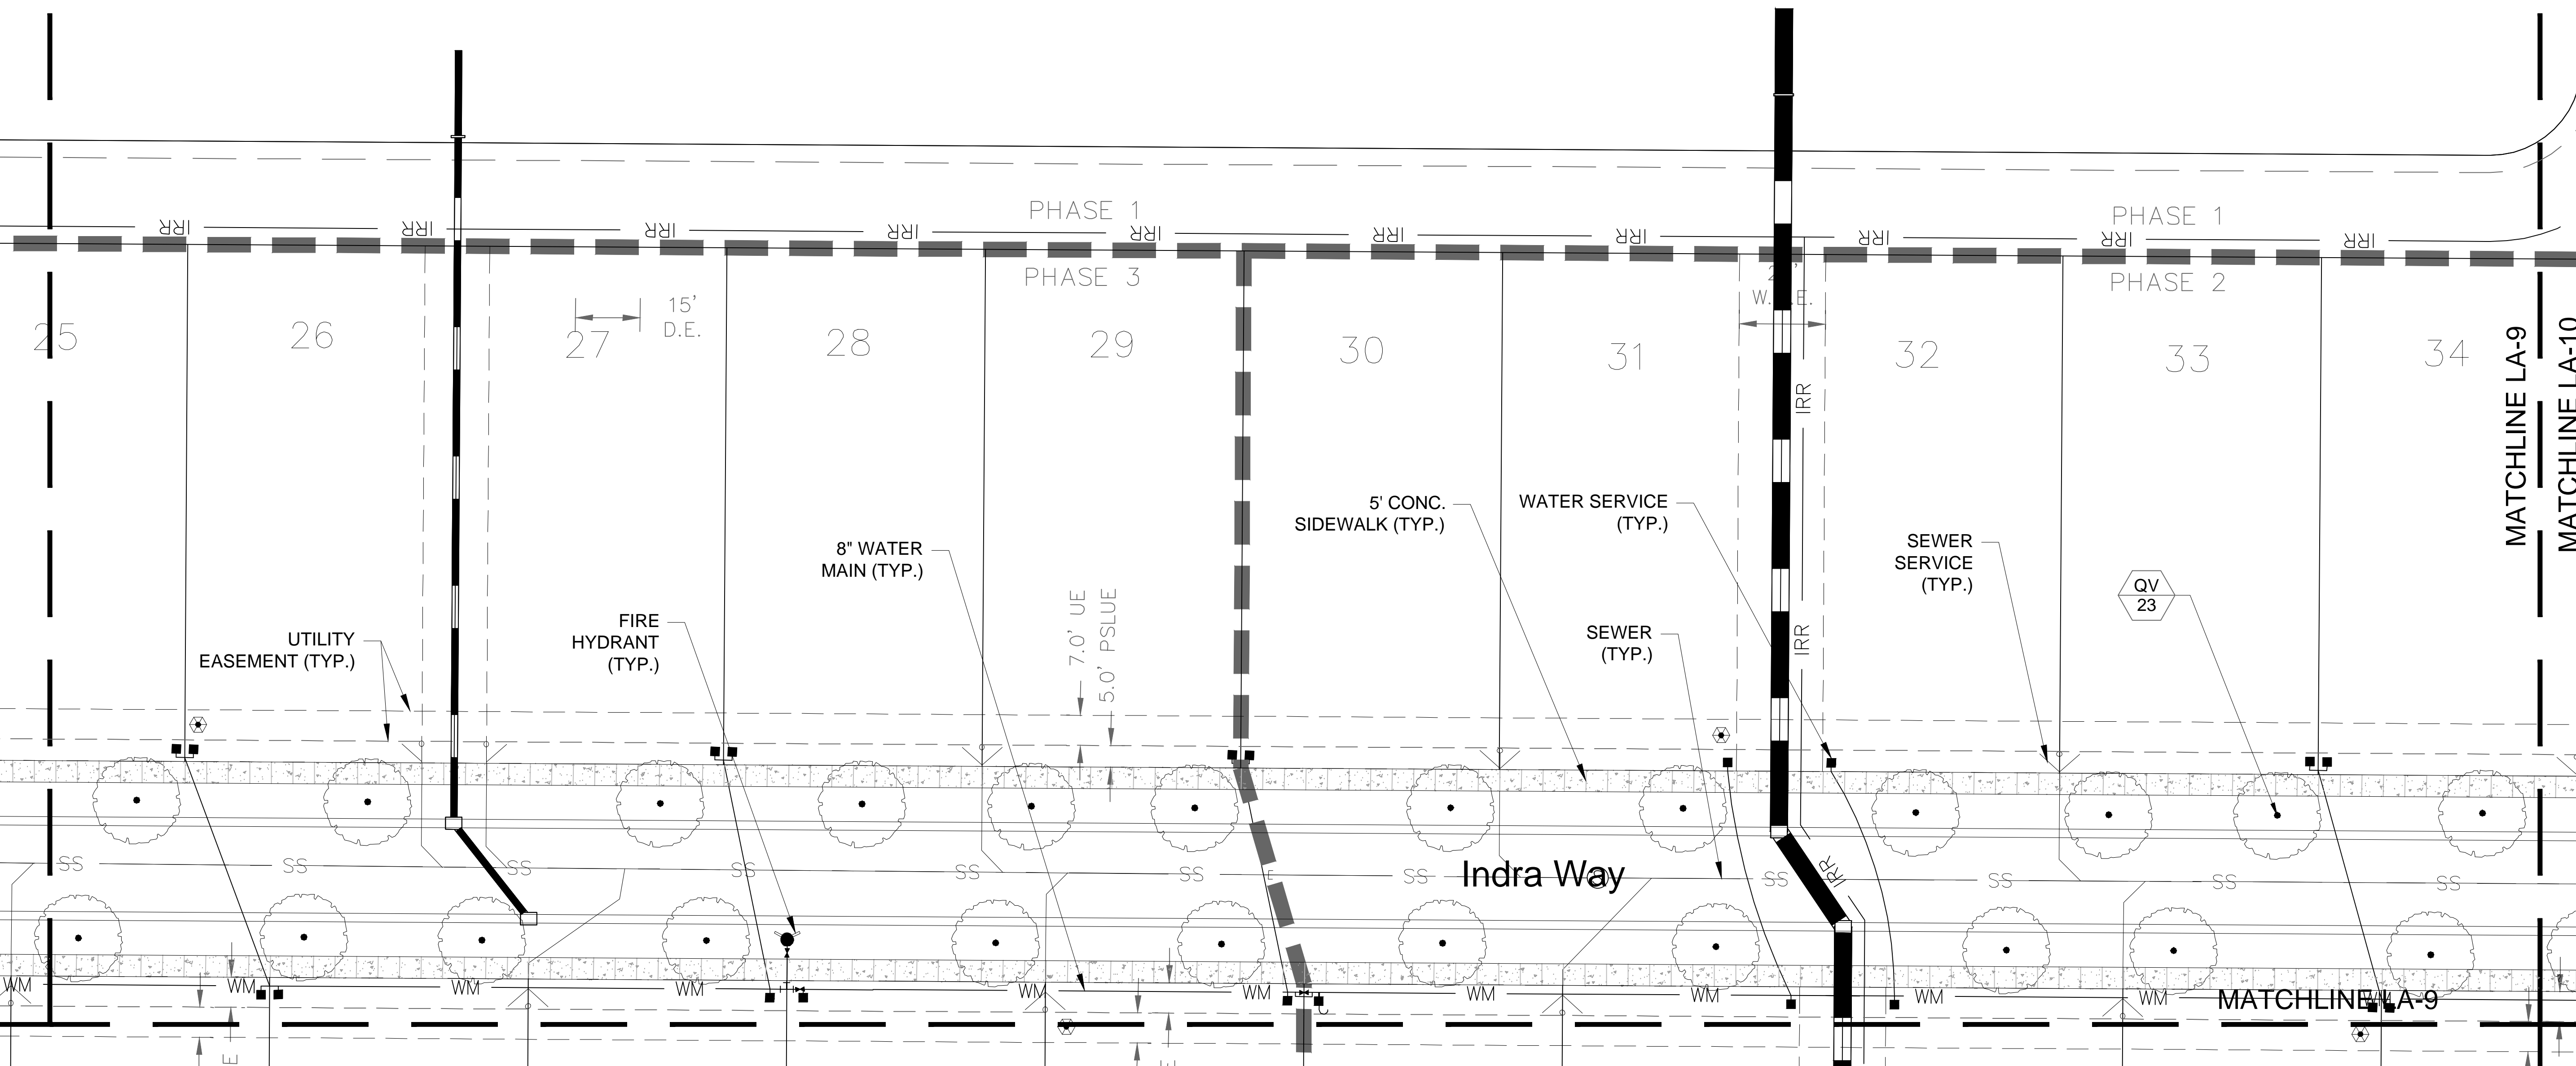 IRR IRR IRR IRR IRR IRR IRR IRR IRR IRR
PHASE 1
PHASE 1
PHASE 3
PHASE 2
15'
D.E.
25 26 27 28 29 30 31 32 33 34
MATCHLINE LA-9
MATCHLINE LA-10
IRR
IRR
IRR
UTILITY
EASEMENT (TYP.)
FIRE
HYDRANT
(TYP.)
8" WATER
MAIN (TYP.)
7.0' UE
5.0' PSLUE
5' CONC.
SIDEWALK (TYP.)
WATER SERVICE
(TYP.)
SEWER
(TYP.)
SEWER
SERVICE
(TYP.)
QV
23
SS SS SS SS SS SS SS SS SS SS SS
E
Indra Way
S
WM WM WM WM WM WM WM WM WM WM WM
MATCHLINE LA-9
E